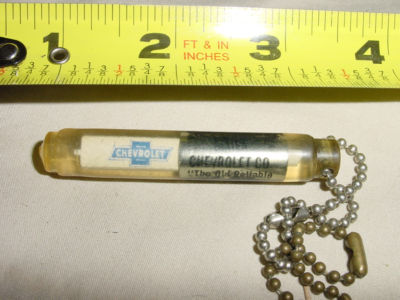 1 2 FT & IN 3 4
INCHES
CHEVROLET
CHEVROLET CO
"The Old Reliable"